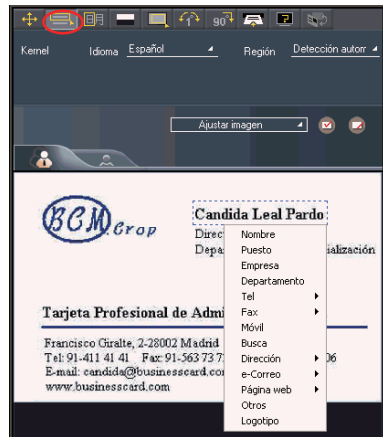 90°
Kernel Idioma Español Región Detección autom
Ajustar imagen
BCM Crop
Candida Leal Pardo
Direc
Depa ialización
Nombre
Puesto
Empresa
Departamento
Tel
Fax
Móvil
Busca
Dirección
e-Correo
Página web
Otros
Logotipo
Tarjeta Profesional de Admi
Francisco Giralte, 2-28002 Madrid
Tel: 91-411 41 41 Fax: 91-563 73 7 06
E-mail: candida@businesscard.co
www.businesscard.com